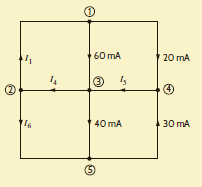 ①
I₁
60 mA
20 mA
I₄
I₅
②
③
④
I₆
40 mA
30 mA
⑤